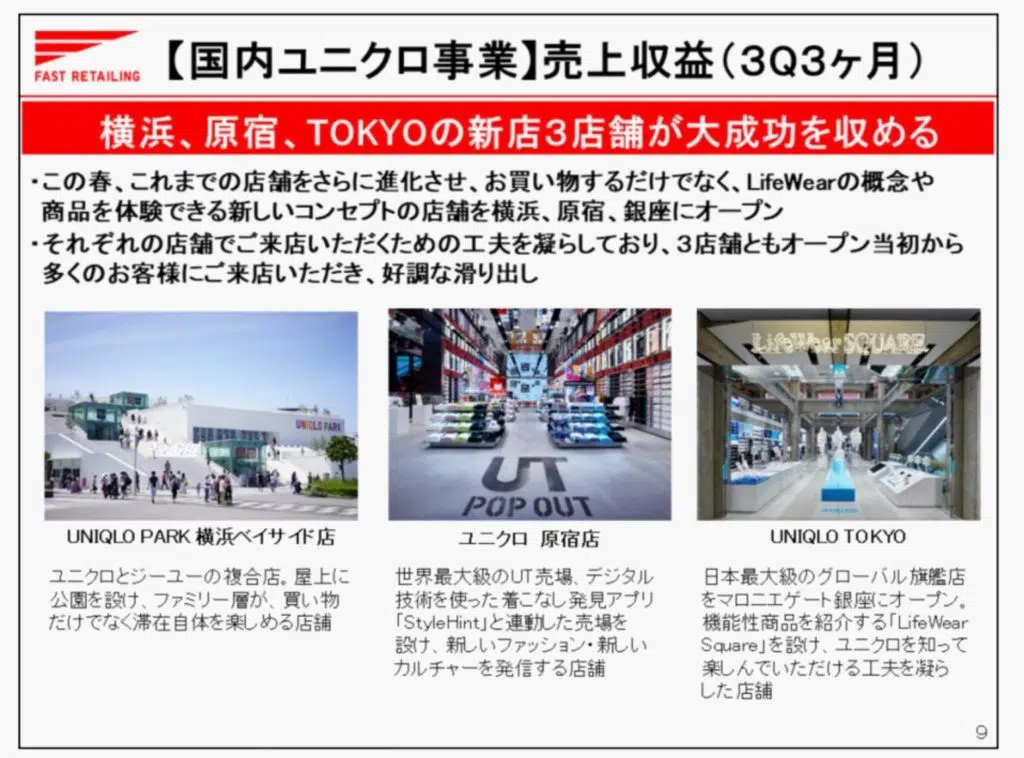 FAST RETAILING
【国内ユニクロ事業】売上収益(3Q3ヶ月)
横浜、原宿、TOKYOの新店3店舗が大成功を収める
・この春、これまでの店舗をさらに進化させ、お買い物するだけでなく、LifeWearの概念や
商品を体験できる新しいコンセプトの店舗を横浜、原宿、銀座にオープン
・それぞれの店舗でご来店いただくための工夫を凝らしており、3店舗ともオープン当初から
多くのお客様にご来店いただき、好調な滑り出し
UNIQLO PARK
UT
POP OUT
LifeWear SQUARE
UNIQLO PARK 横浜ベイサイド店
ユニクロとジーユーの複合店。屋上に
公園を設け、ファミリー層が、買い物
だけでなく滞在自体を楽しめる店舗
ユニクロ 原宿店
世界最大級のUT売場、デジタル
技術を使った着こなし発見アプリ
「StyleHint」と連動した売場を
設け、新しいファッション・新しい
カルチャーを発信する店舗
UNIQLO TOKYO
日本最大級のグローバル旗艦店
をマロニエゲート銀座にオープン。
機能性商品を紹介する「LifeWear
Square」を設け、ユニクロを知って
楽しんでいただける工夫を凝ら
した店舗
9